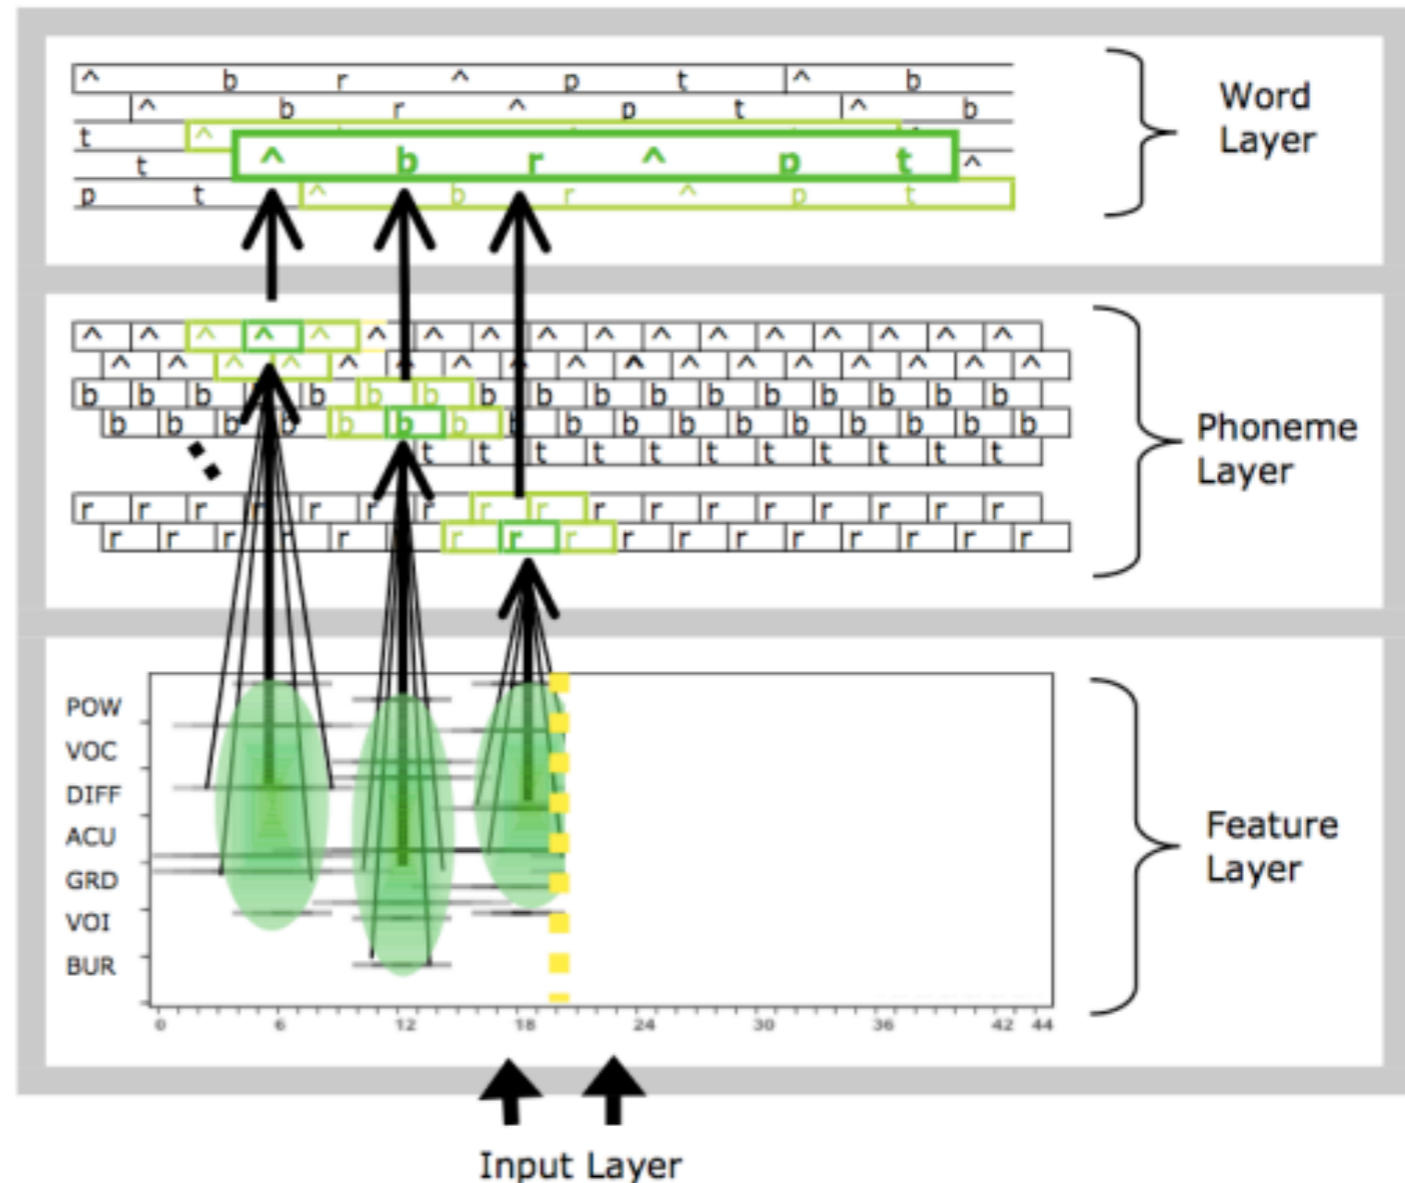 ^ b r ^ p t ^ b
^ b r ^ p t ^ b
t ^
^ b r ^ p t
t ^
p t ^ b r ^ p t
Word
Layer
^ ^ ^ ^ ^ ^ ^ ^ ^ ^ ^ ^ ^ ^ ^ ^ ^
^ ^ ^ ^ ^ ^ ^ ^ ^ ^ ^ ^ ^ ^ ^ ^
b b b b b b b b b b b b b b b b
b b b b b b b b b b b b b b b b b
t t t t t t t t t t t
r r r r r r r r r r r r r r r r r
r r r r r r r r r r r r r r r r
Phoneme
Layer
POW
VOC
DIFF
ACU
GRD
VOI
BUR
0 6 12 18 24 30 36 42 44
Feature
Layer
Input Layer